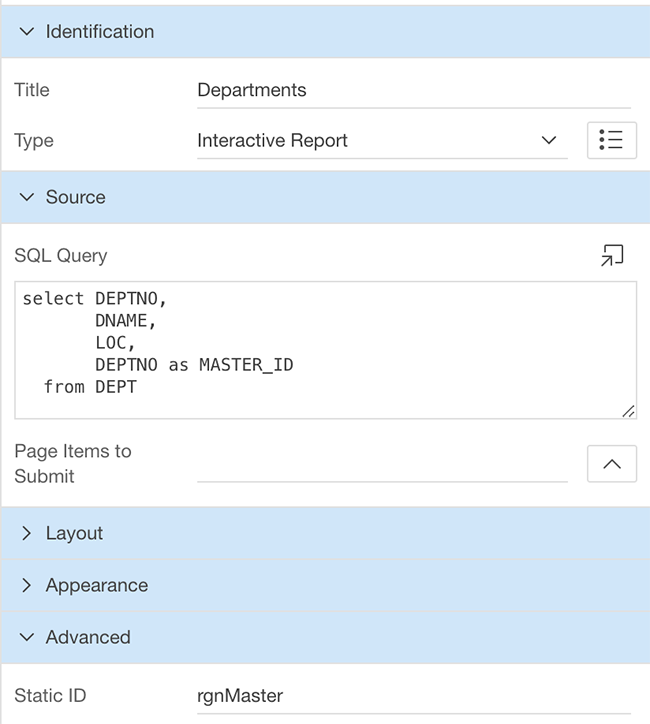 Identification
Title Departments
Type Interactive Report
Source
SQL Query
select DEPTNO,
       DNAME,
       LOC,
       DEPTNO as MASTER_ID
  from DEPT
Page Items to
Submit
Layout
Appearance
Advanced
Static ID rgnMaster